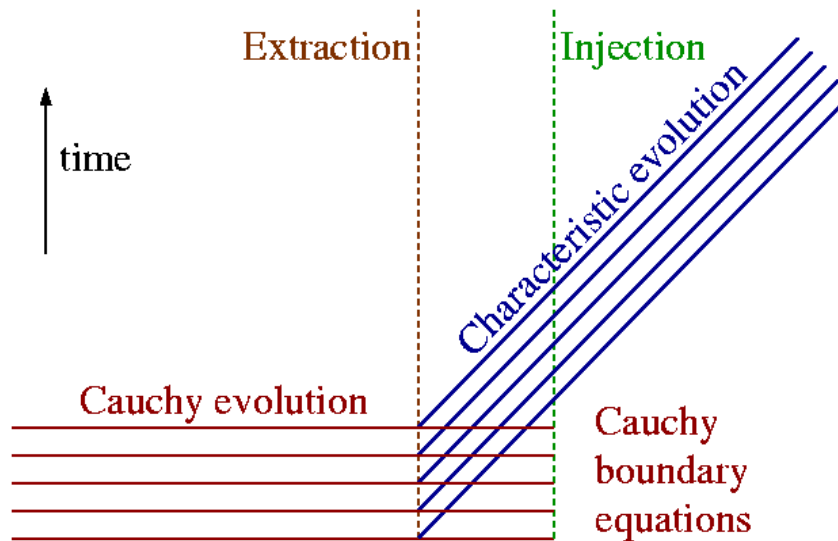 Extraction
Injection
time
Characteristic evolution
Cauchy evolution
Cauchy
boundary
equations